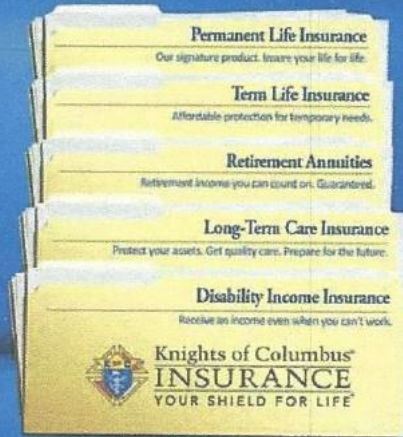 Permanent Life Insurance
Our signature product. Insure your life for life.
Term Life Insurance
Affordable protection for temporary needs.
Retirement Annuities
Retirement income you can count on. Guaranteed.
Long-Term Care Insurance
Protect your assets. Get quality care. Prepare for the future.
Disability Income Insurance
Receive an income even when you can't work.
K of C
Knights of Columbus®
INSURANCE
YOUR SHIELD FOR LIFE®